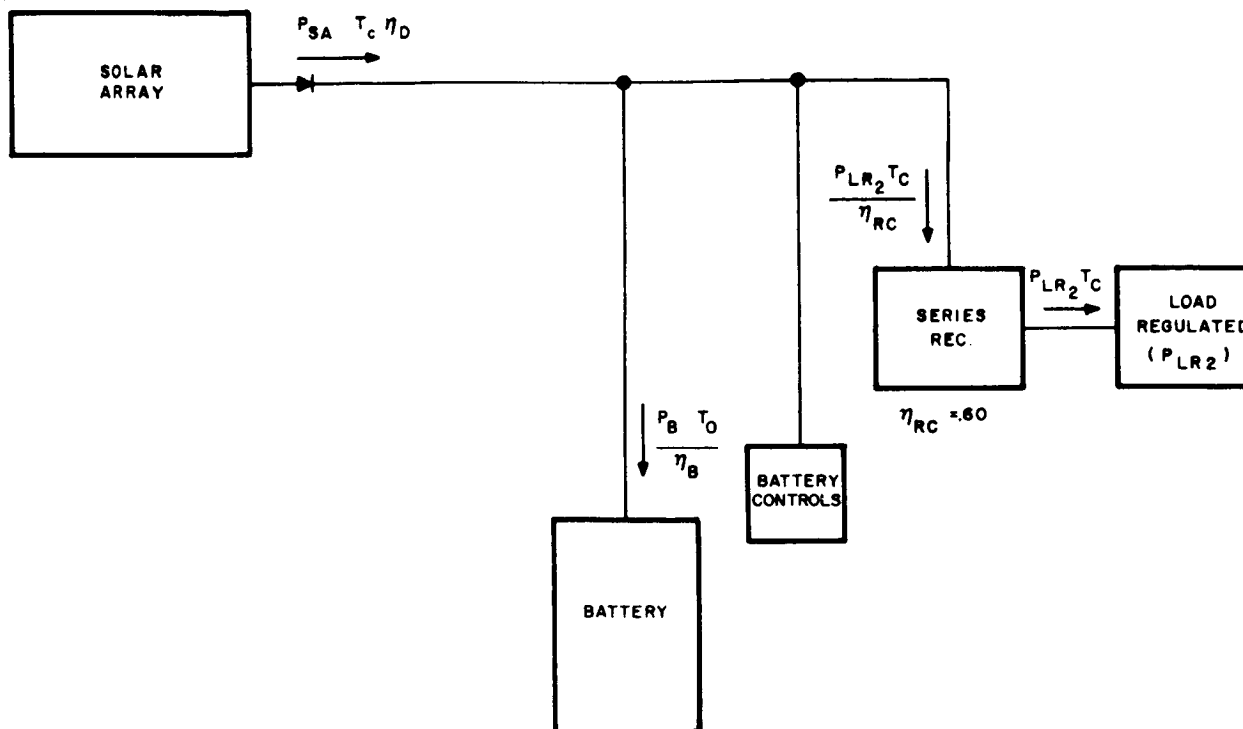 P_SA T_c η_D
SOLAR
ARRAY
P_LR2 T_C
η_RC
P_LR2 T_C
SERIES
REC.
LOAD
REGULATED
(P_LR2)
η_RC =.60
P_B T_O
η_B
BATTERY
CONTROLS
BATTERY